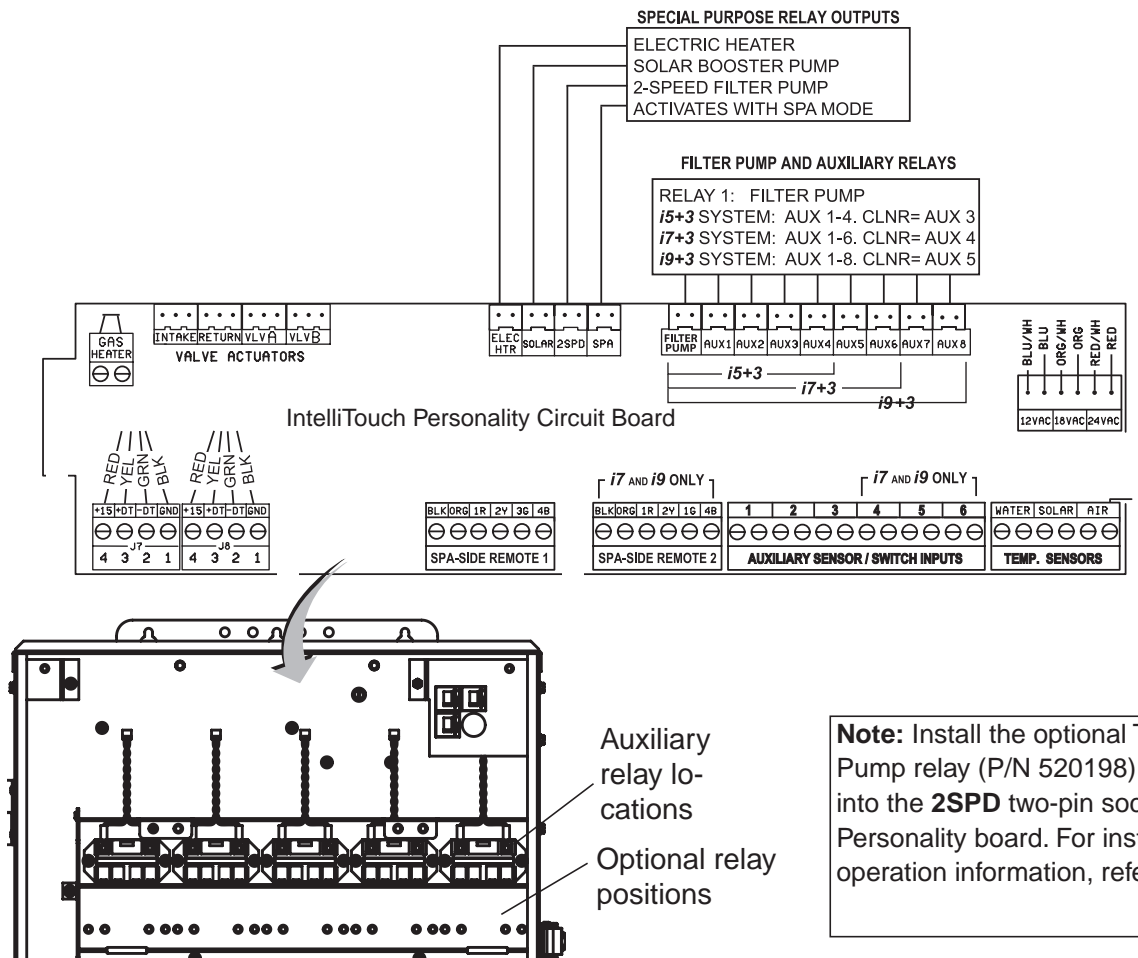 SPECIAL PURPOSE RELAY OUTPUTS
ELECTRIC HEATER
SOLAR BOOSTER PUMP
2-SPEED FILTER PUMP
ACTIVATES WITH SPA MODE
FILTER PUMP AND AUXILIARY RELAYS
RELAY 1: FILTER PUMP
i5+3 SYSTEM: AUX 1-4. CLNR= AUX 3
i7+3 SYSTEM: AUX 1-6. CLNR= AUX 4
i9+3 SYSTEM: AUX 1-8. CLNR= AUX 5
GAS HEATER
INTAKE RETURN VLVA VLVB
VALVE ACTUATORS
ELEC HTR SOLAR 2SPD SPA
FILTER PUMP AUX1 AUX2 AUX3 AUX4 AUX5 AUX6 AUX7 AUX8
i5+3
i7+3
i9+3
BLU/WH BLU ORG/WH ORG RED/WH RED
12VAC 18VAC 24VAC
IntelliTouch Personality Circuit Board
RED YEL GRN BLK RED YEL GRN BLK
+15 +DT -DT GND +15 +DT -DT GND
J7 J8
4 3 2 1 4 3 2 1
BLK ORG 1R 2Y 3G 4B
SPA-SIDE REMOTE 1
i7 AND i9 ONLY
BLK ORG 1R 2Y 1G 4B
SPA-SIDE REMOTE 2
i7 AND i9 ONLY
1 2 3 4 5 6
AUXILIARY SENSOR / SWITCH INPUTS
WATER SOLAR AIR
TEMP. SENSORS
Auxiliary
relay lo-
cations
Optional relay
positions
Note: Install the optional
Pump relay (P/N 520198)
into the 2SPD two-pin
Personality board. For
operation information,